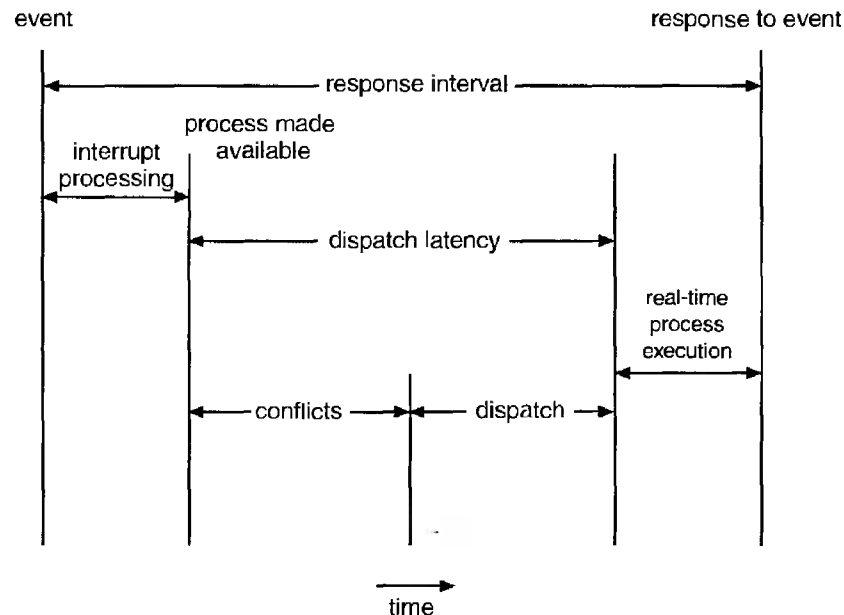 event
response to event
response interval
process made
available
interrupt
processing
dispatch latency
real-time
process
execution
conflicts
dispatch
time